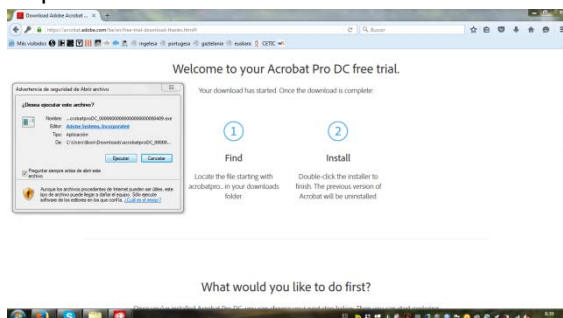 Download Adobe Acrobat ...
https://acrobat.adobe.com/be/en/free-trial-download-thanks.html
Buscar
Más visitados
ingelesa
portugesa
gaztelania
euskara
CETIC
Welcome to your Acrobat Pro DC free trial.
Your download has started. Once the download is complete:
Advertencia de seguridad de Abrir archivo
¿Desea ejecutar este archivo?
Nombre:
Editor: Adobe Systems, Incorporated
Tipo: Aplicación
De:
Ejecutar Cancelar
Preguntar siempre antes de abrir este
archivo
Aunque los archivos procedentes de Internet pueden ser útiles, este
tipo de archivo puede llegar a dañar el equipo. Sólo ejecute
software de los editores en los que confía. ¿Cuál es el riesgo?
1 2
Find Install
Locate the file starting with
acrobatpro... in your downloads
folder.
Double-click the installer to
finish. The previous version of
Acrobat will be uninstalled.
What would you like to do first?